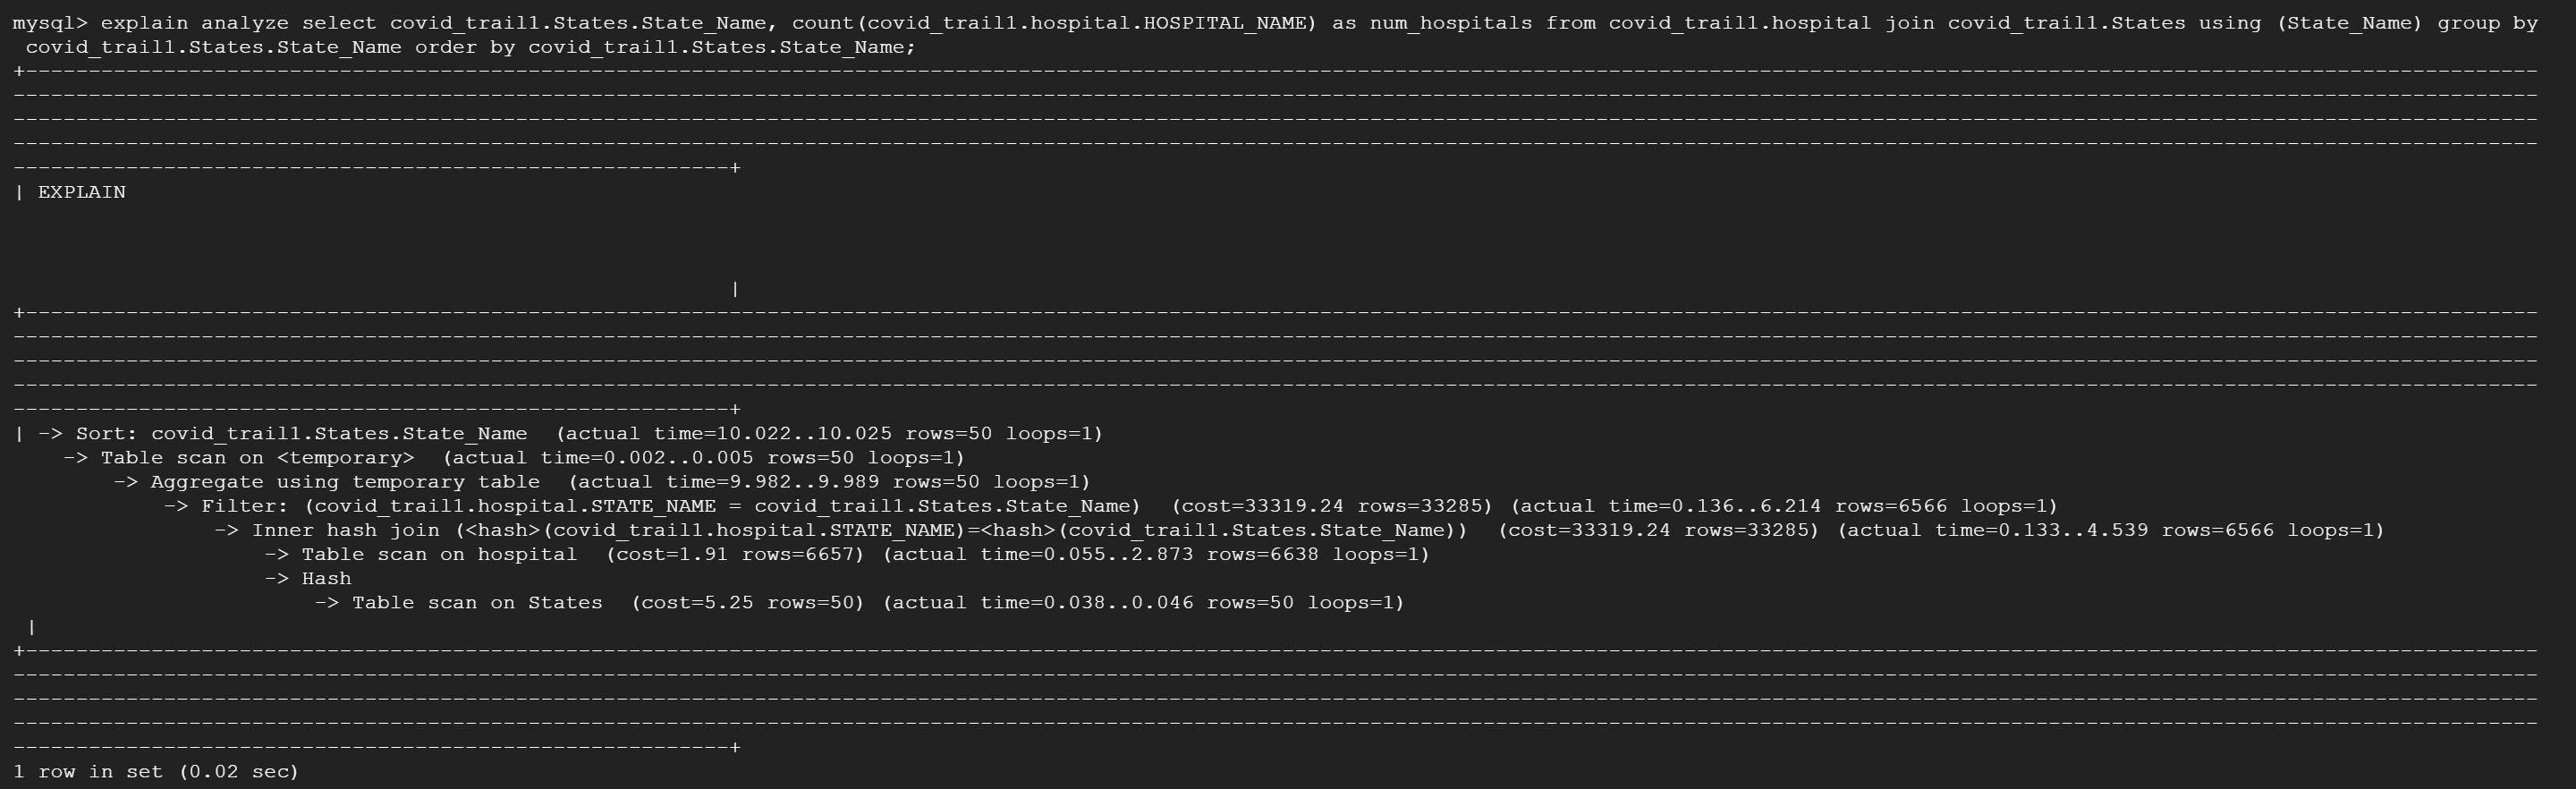 mysql> explain analyze select covid_trail1.States.State_Name, count(covid_trail1.hospital.HOSPITAL_NAME) as num_hospitals from covid_trail1.hospital join covid_trail1.States using (State_Name) group by
covid_trail1.States.State_Name order by covid_trail1.States.State_Name;
| EXPLAIN
|
| -> Sort: covid_trail1.States.State_Name  (actual time=10.022..10.025 rows=50 loops=1)
    -> Table scan on <temporary>  (actual time=0.002..0.005 rows=50 loops=1)
        -> Aggregate using temporary table  (actual time=9.982..9.989 rows=50 loops=1)
            -> Filter: (covid_trail1.hospital.STATE_NAME = covid_trail1.States.State_Name)  (cost=33319.24 rows=33285) (actual time=0.136..6.214 rows=6566 loops=1)
                -> Inner hash join (<hash>(covid_trail1.hospital.STATE_NAME)=<hash>(covid_trail1.States.State_Name))  (cost=33319.24 rows=33285) (actual time=0.133..4.539 rows=6566 loops=1)
                    -> Table scan on hospital  (cost=1.91 rows=6657) (actual time=0.055..2.873 rows=6638 loops=1)
                    -> Hash
                        -> Table scan on States  (cost=5.25 rows=50) (actual time=0.038..0.046 rows=50 loops=1)
|
1 row in set (0.02 sec)